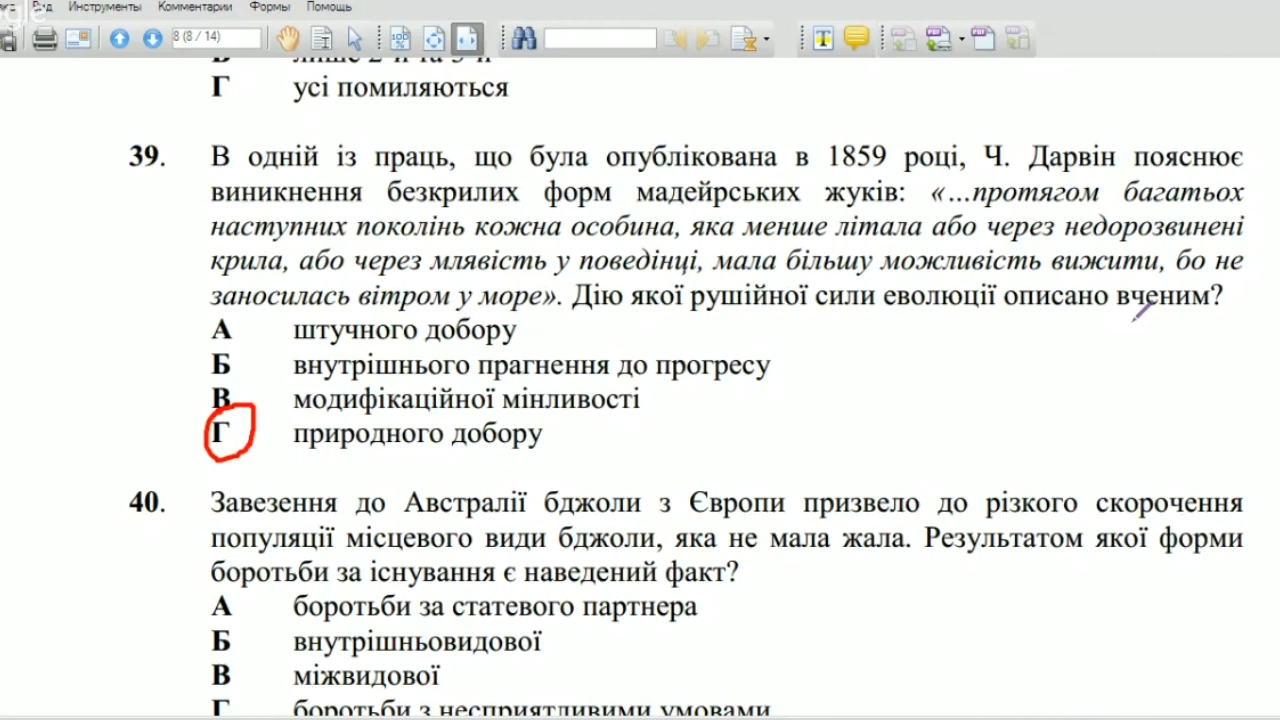 Вид Инструменты Комментарии Формы Помощь
8 (8 / 14)
Г усі помиляються
39. В одній із праць, що була опублікована в 1859 році, Ч. Дарвін пояснює
виникнення безкрилих форм мадейрських жуків: «…протягом багатьох
наступних поколінь кожна особина, яка менше літала або через недорозвинені
крила, або через млявість у поведінці, мала більшу можливість вижити, бо не
заносилась вітром у море». Дію якої рушійної сили еволюції описано вченим?
А штучного добору
Б внутрішнього прагнення до прогресу
В модифікаційної мінливості
Г природного добору
40. Завезення до Австралії бджоли з Європи призвело до різкого скорочення
популяції місцевого види бджоли, яка не мала жала. Результатом якої форми
боротьби за існування є наведений факт?
А боротьби за статевого партнера
Б внутрішньовидової
В міжвидової
Г боротьби з несприятливими умовами